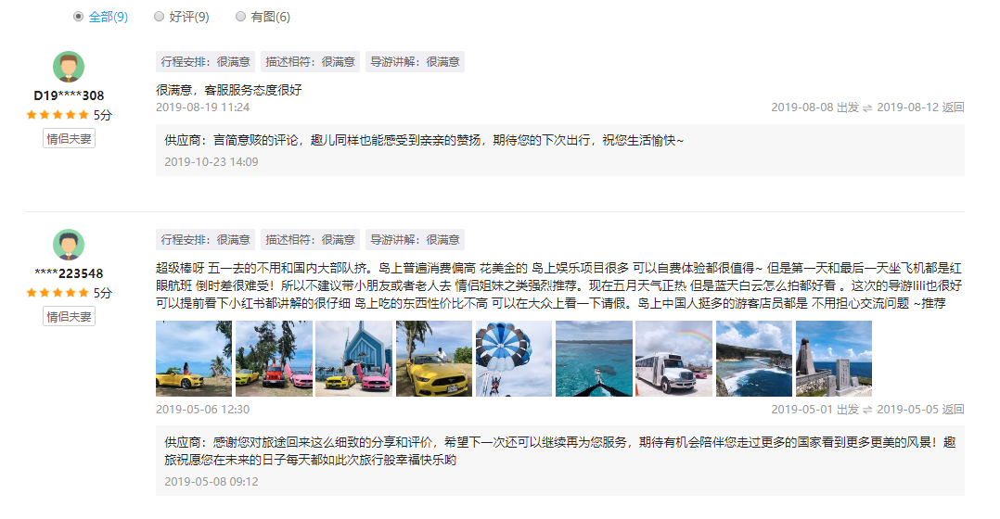 全部(9) 好评(9) 有图(6)
行程安排：很满意 描述相符：很满意 导游讲解：很满意
很满意，客服服务态度很好
D19****308
2019-08-19 11:24 2019-08-08 出发 ⇌ 2019-08-12 返回
5分
情侣夫妻
供应商：言简意赅的评论，趣儿同样也能感受到亲亲的赞扬，期待您的下次出行，祝您生活愉快~
2019-10-23 14:09
行程安排：很满意 描述相符：很满意 导游讲解：很满意
****223548
5分
情侣夫妻
超级棒呀 五一去的不用和国内大部队挤。岛上普遍消费偏高 花美金的 岛上娱乐项目很多 可以自费体验都很值得~ 但是第一天和最后一天坐飞机都是红
眼航班 倒时差很难受！所以不建议带小朋友或者老人去 情侣姐妹之类强烈推荐。现在五月天气正热 但是蓝天白云怎么拍都好看 。这次的导游lili也很好
可以提前看下小红书都讲解的很仔细 岛上吃的东西性价比不高 可以在大众上看一下请假。岛上中国人挺多的游客店员都是 不用担心交流问题 ~推荐
2019-05-06 12:30 2019-05-01 出发 ⇌ 2019-05-05 返回
供应商：感谢您对旅途回来这么细致的分享和评价，希望下一次还可以继续再为您服务，期待有机会陪伴您走过更多的国家看到更多更美的风景！趣
旅祝愿您在未来的日子每天都如此次旅行般幸福快乐哟
2019-05-08 09:12